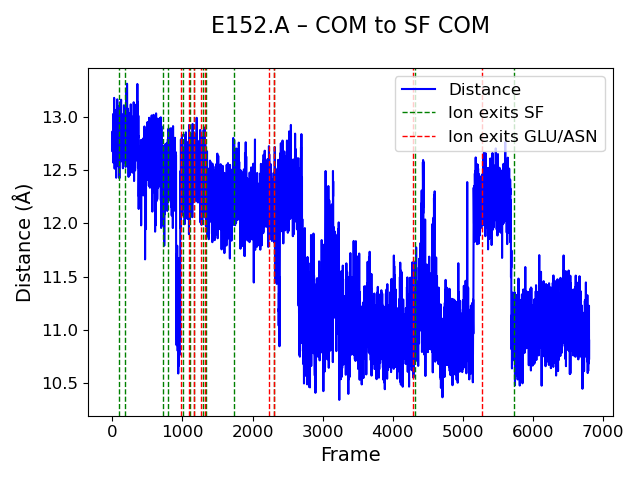 E152.A – COM to SF COM
Distance
Ion exits SF
Ion exits GLU/ASN
Distance (Å)
13.0
12.5
12.0
11.5
11.0
10.5
0 1000 2000 3000 4000 5000 6000 7000
Frame